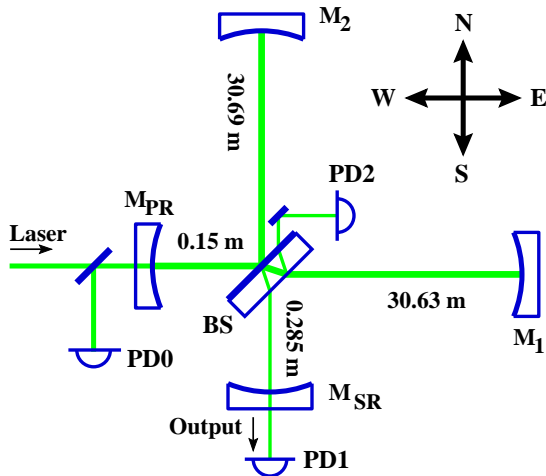 M2
N
W E
S
30.69 m
PD2
MPR
Laser
0.15 m
BS
30.63 m
M1
0.285 m
PD0
MSR
Output
PD1